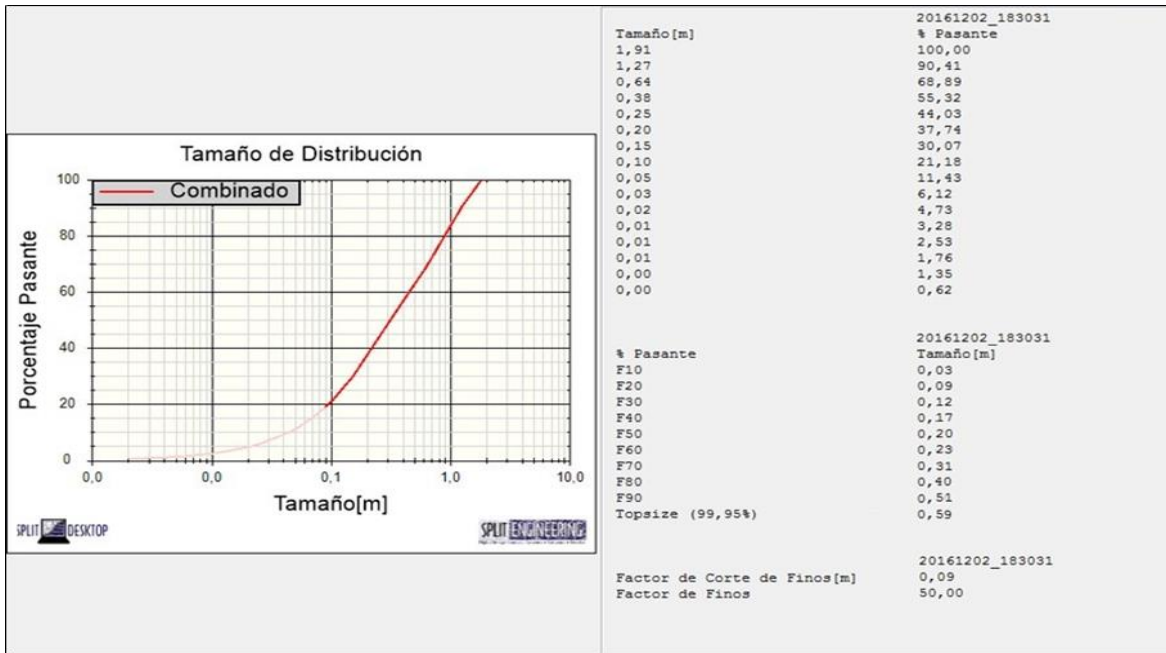 Tamaño de Distribución
Combinado
Porcentaje Pasante
100
80
60
40
20
0
0,0 0,0 0,1 1,0 10,0
Tamaño[m]
SPLIT DESKTOP
SPLIT ENGINEERING
20161202_183031
Tamaño[m] % Pasante
1,91 100,00
1,27 90,41
0,64 68,89
0,38 55,32
0,25 44,03
0,20 37,74
0,15 30,07
0,10 21,18
0,05 11,43
0,03 6,12
0,02 4,73
0,01 3,28
0,01 2,53
0,01 1,76
0,00 1,35
0,00 0,62
20161202_183031
% Pasante Tamaño[m]
F10 0,03
F20 0,09
F30 0,12
F40 0,17
F50 0,20
F60 0,23
F70 0,31
F80 0,40
F90 0,51
Topsize (99,95%) 0,59
20161202_183031
Factor de Corte de Finos[m] 0,09
Factor de Finos 50,00